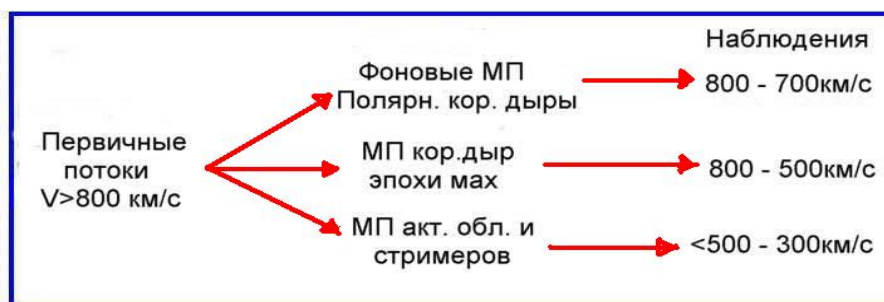 Наблюдения
Фоновые МП
Полярн. кор. дыры
800 - 700км/с
Первичные
потоки
V>800 км/с
МП кор.дыр
эпохи мах
800 - 500км/с
МП акт. обл. и
стримеров
<500 - 300км/с